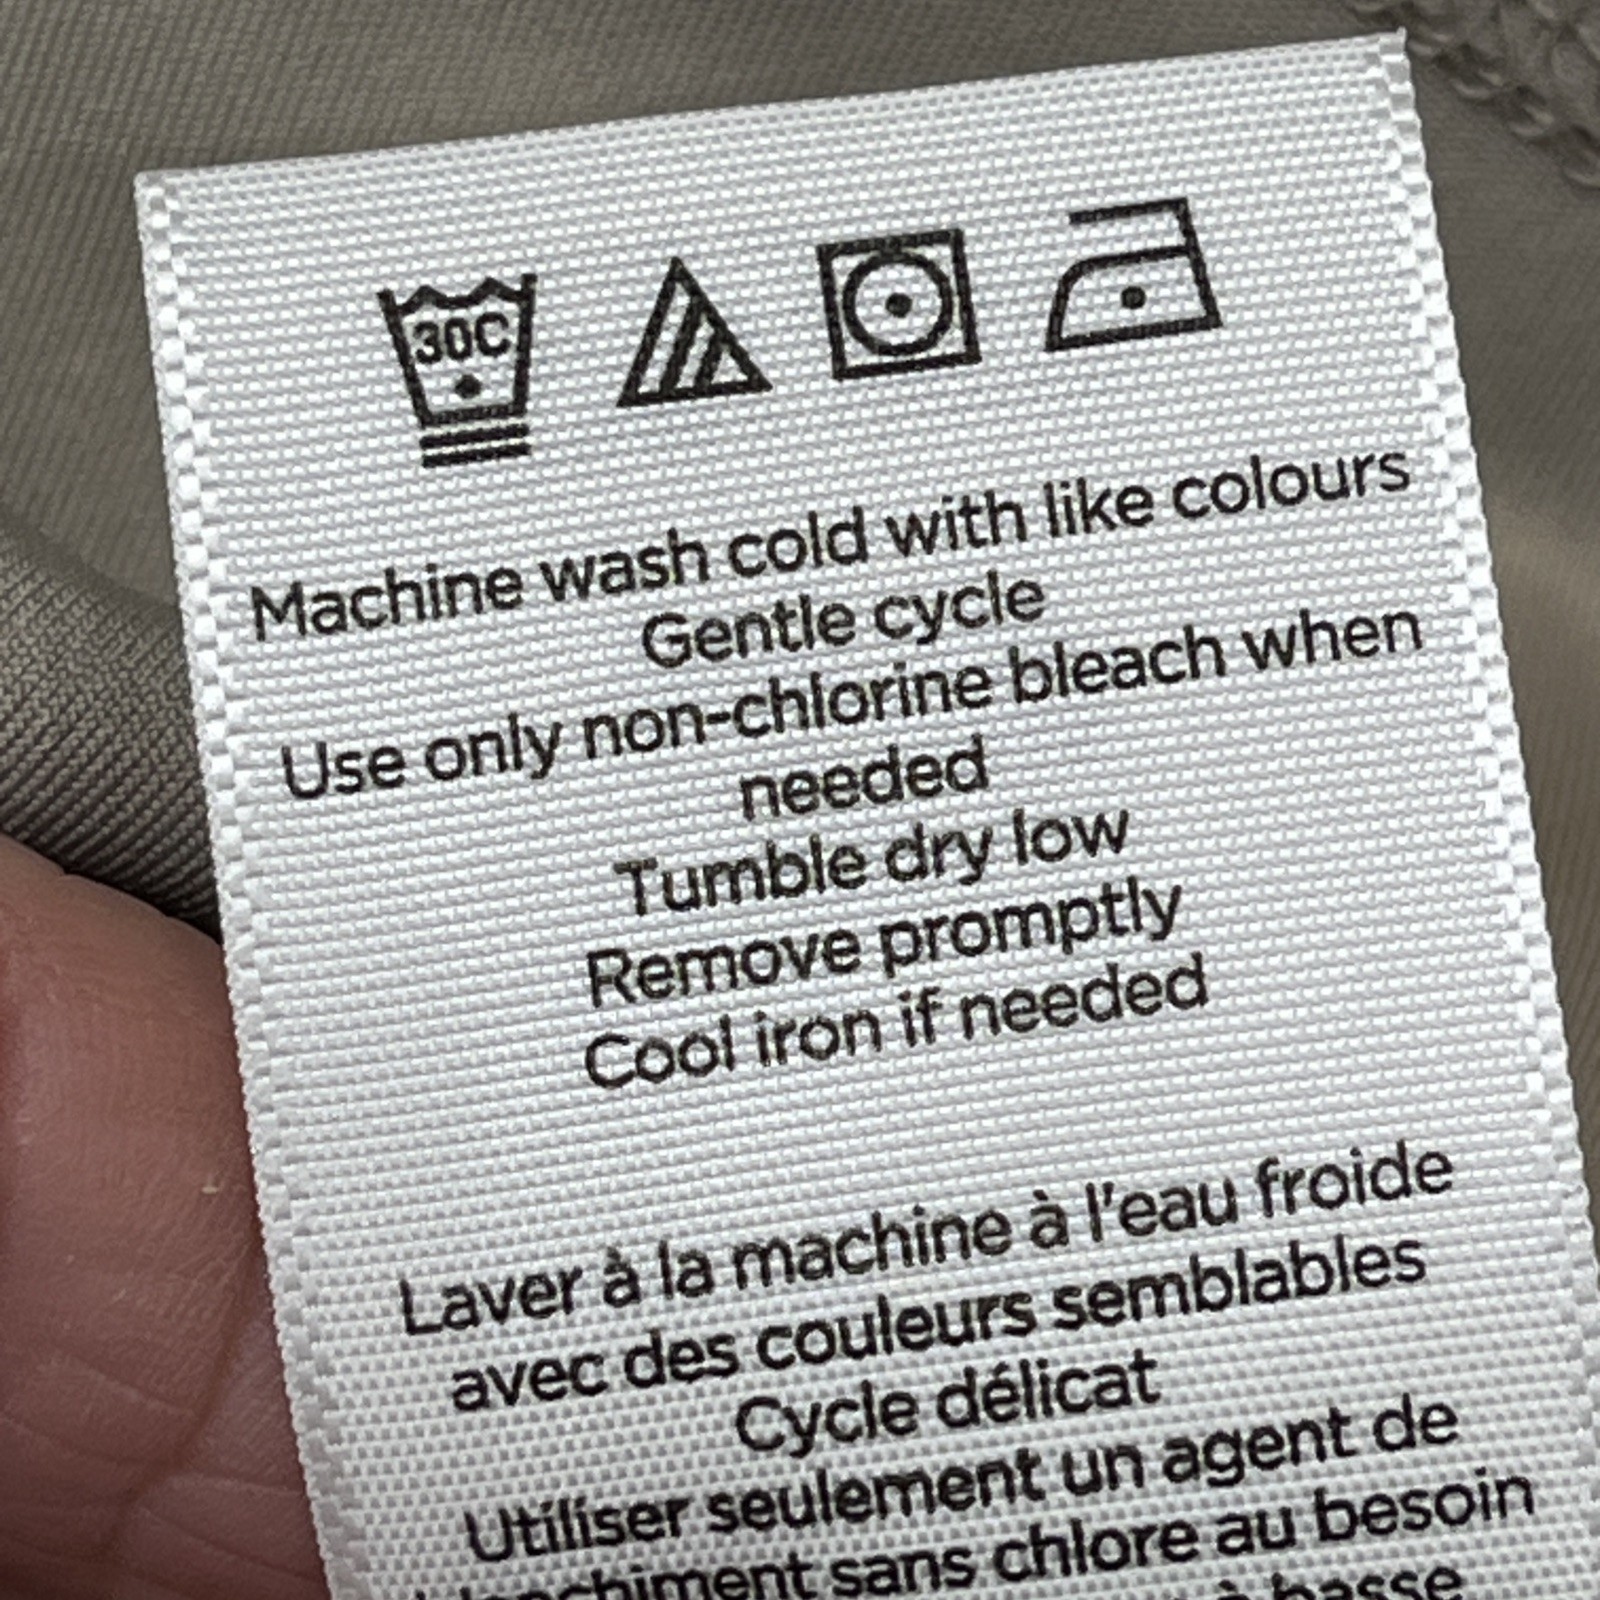 30C
Machine wash cold with like colours
Gentle cycle
Use only non-chlorine bleach when
needed
Tumble dry low
Remove promptly
Cool iron if needed
Laver à la machine à l'eau froide
avec des couleurs semblables
Cycle délicat
Utiliser seulement un agent de
sans chlore au besoin
à basse